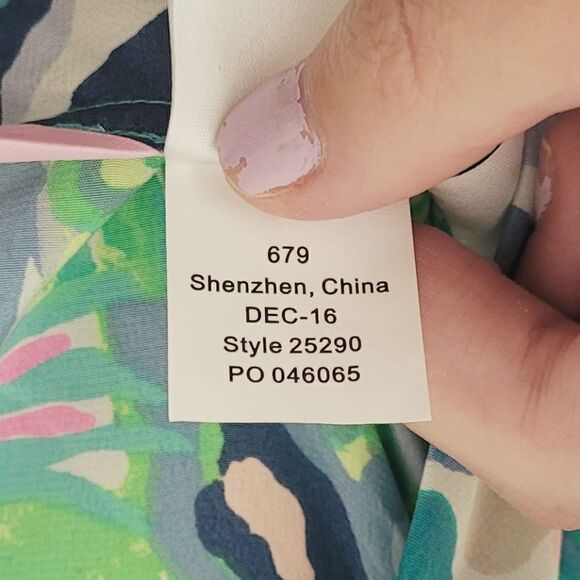 679
Shenzhen, China
DEC-16
Style 25290
PO 046065